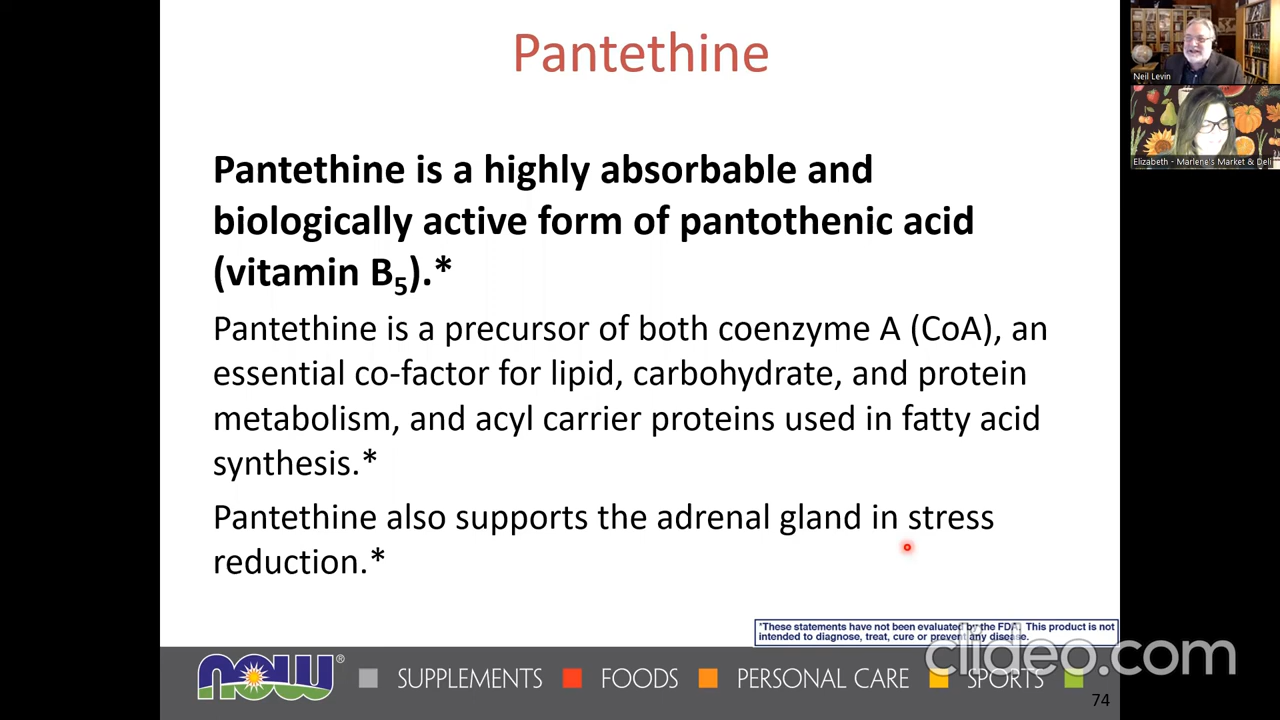 Pantethine
Neil Levin
Elizabeth - Marlene's Market & Deli
Pantethine is a highly absorbable and
biologically active form of pantothenic acid
(vitamin B₅).*
Pantethine is a precursor of both coenzyme A (CoA), an
essential co-factor for lipid, carbohydrate, and protein
metabolism, and acyl carrier proteins used in fatty acid
synthesis.*
Pantethine also supports the adrenal gland in stress
reduction.*
*These statements have not been evaluated by the FDA. This product is not
intended to diagnose, treat, cure or prevent any disease.
clideo.com
NOW® SUPPLEMENTS FOODS PERSONAL CARE SPORTS
74